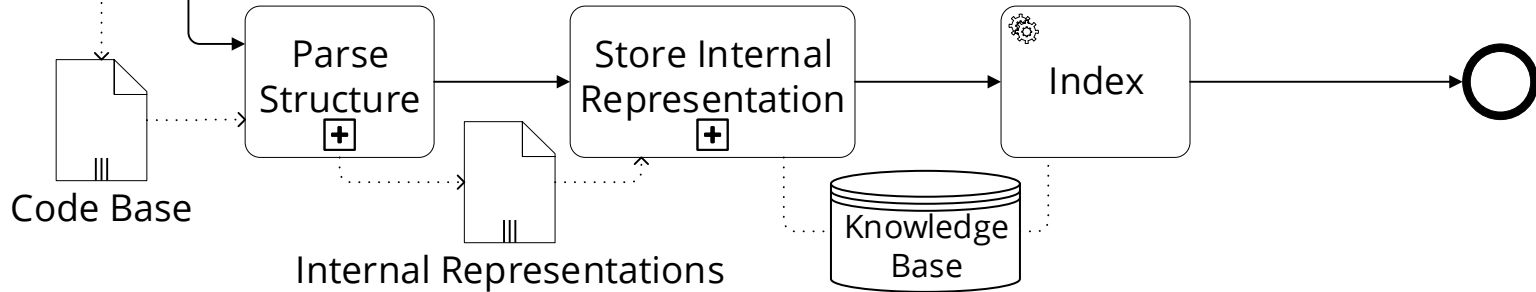 Parse
Structure
Store Internal
Representation
Index
Code Base
Internal Representations
Knowledge
Base